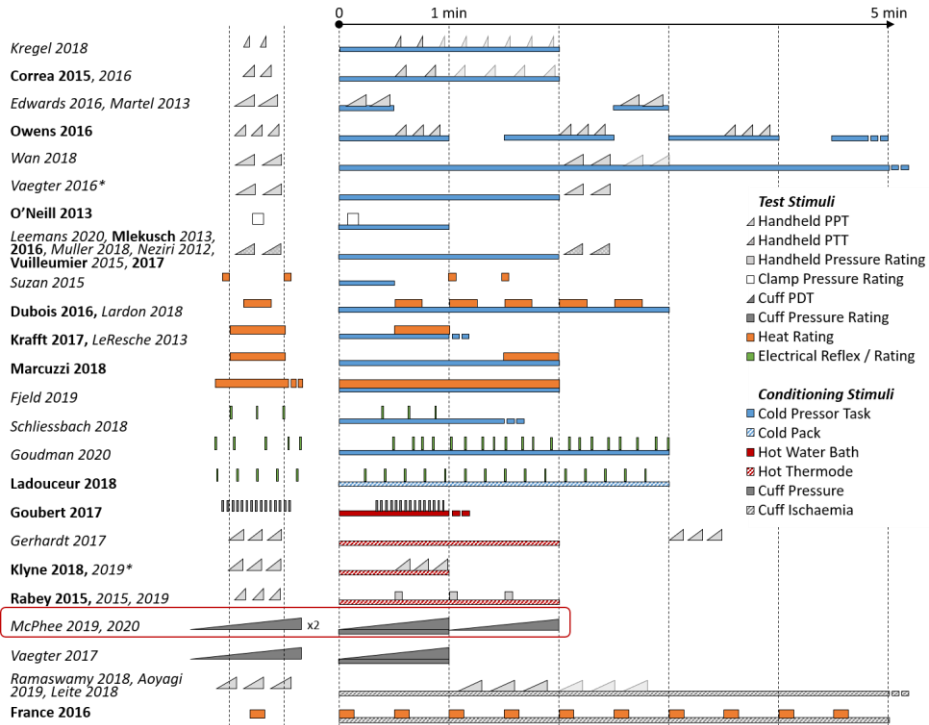 0 1 min 5 min
Kregel 2018
Correa 2015, 2016
Edwards 2016, Martel 2013
Owens 2016
Wan 2018
Vaegter 2016*
O'Neill 2013
Leemans 2020, Mlekusch 2013,
2016, Muller 2018, Neziri 2012,
Vuilleumier 2015, 2017
Suzan 2015
Dubois 2016, Lardon 2018
Krafft 2017, LeResche 2013
Marcuzzi 2018
Fjeld 2019
Schliessbach 2018
Goudman 2020
Ladouceur 2018
Goubert 2017
Gerhardt 2017
Klyne 2018, 2019*
Rabey 2015, 2015, 2019
McPhee 2019, 2020 x2
Vaegter 2017
Ramaswamy 2018, Aoyagi
2019, Leite 2018
France 2016
Test Stimuli
Handheld PPT
Handheld PTT
Handheld Pressure Rating
Clamp Pressure Rating
Cuff PDT
Cuff Pressure Rating
Heat Rating
Electrical Reflex / Rating
Conditioning Stimuli
Cold Pressor Task
Cold Pack
Hot Water Bath
Hot Thermode
Cuff Pressure
Cuff Ischaemia